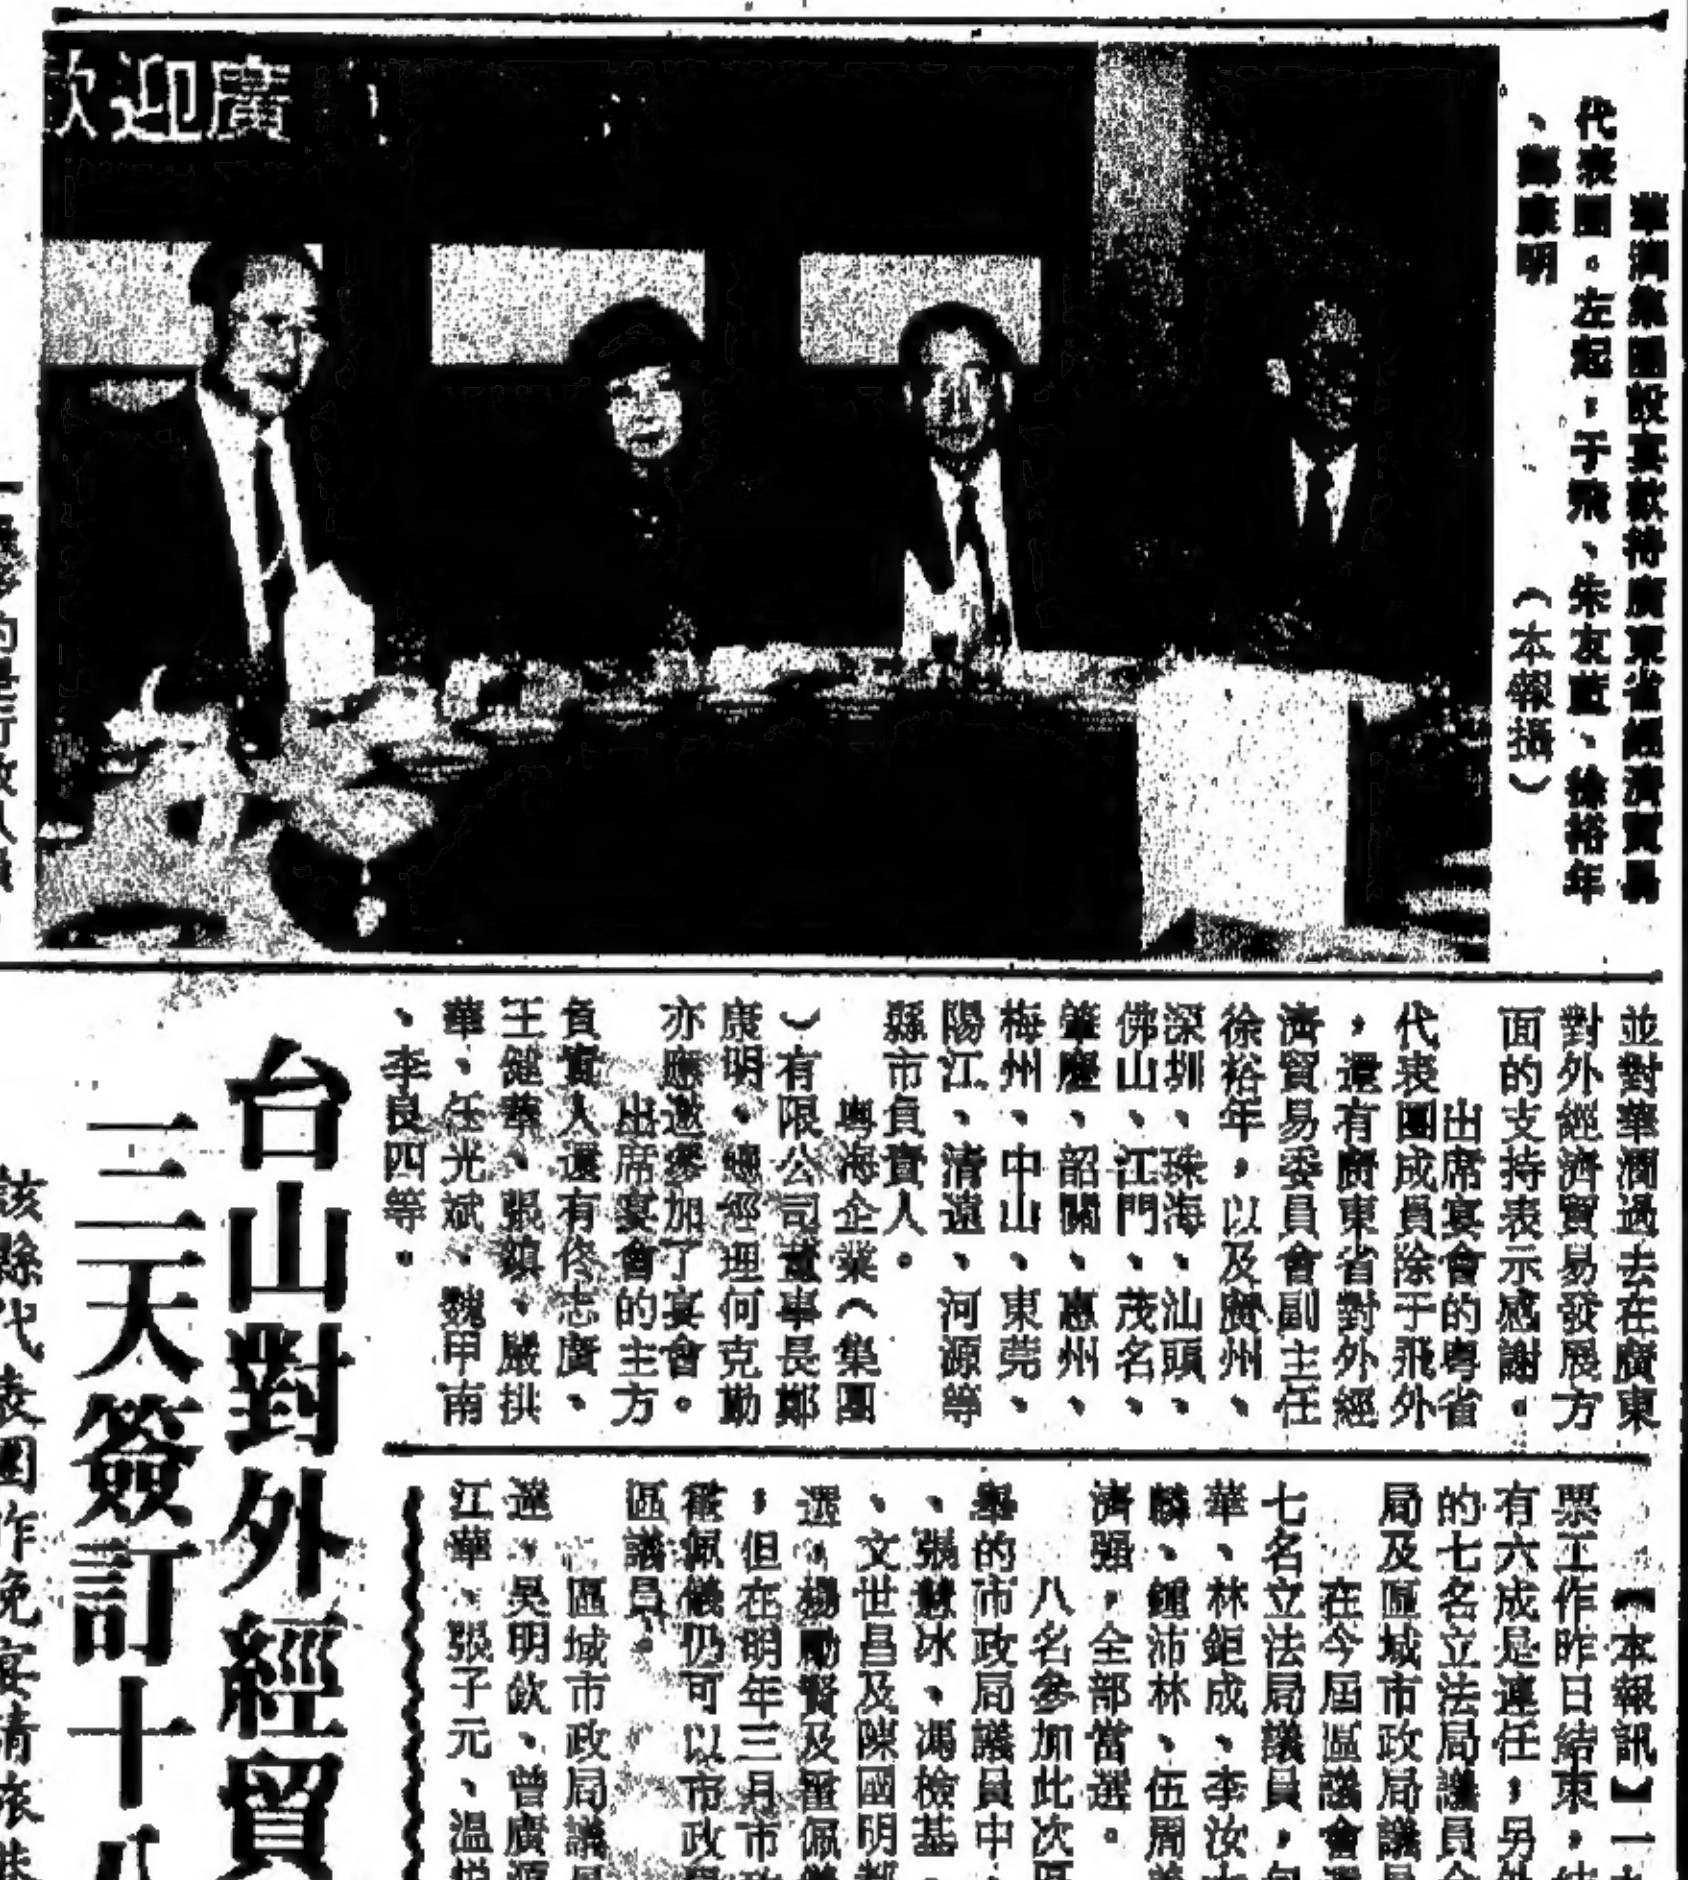 歡迎廣
華潤集團設宴款待廣東省經濟貿易
代表團。左起:于飛、朱友藍、徐裕年
、鄭康明
(本報攝)
並對華潤過去在廣東
對外經濟貿易發展方
面的支持表示感謝。
出席宴會的粵省
代表團成員除于飛外
,還有廣東省對外經
濟貿易委員會副主任
徐裕年,以及廣州、
深圳、珠海、汕頭、
佛山、江門、茂名、
肇慶、韶關、惠州、
梅州、中山、東莞、
陽江、清遠、河源等
縣市負責人。
粵海企業(集團
)有限公司董事長鄭
康明、總經理何克勤
亦應邀參加了宴會。
出席宴會的主方
負責人還有佟志廣、
王健華、張鎮、嚴拱
華、任光斌、魏甲南
、李良四等。
台山對外經貿
三天簽訂十
該縣代表團昨晚宴請旅港
【本報訊】一九
票工作昨日結束,結
有六成是連任,另外
的七名立法局議員全
局及區域市政局議員
在今屆區議會選
七名立法局議員,包
華、林鉅成、李汝大
麟、鍾沛林、伍周美
濟強,全部當選。
八名參加此次區
舉的市政局議員中,
、張慧冰、馮檢基、
、文世昌及陳國明都
選,楊勵賢及
,但在明年三月市政
佩儀仍可以市政局
區議員。
區域市政局議員
達、吳明欽、曾廣源
江華、張子元、温悅